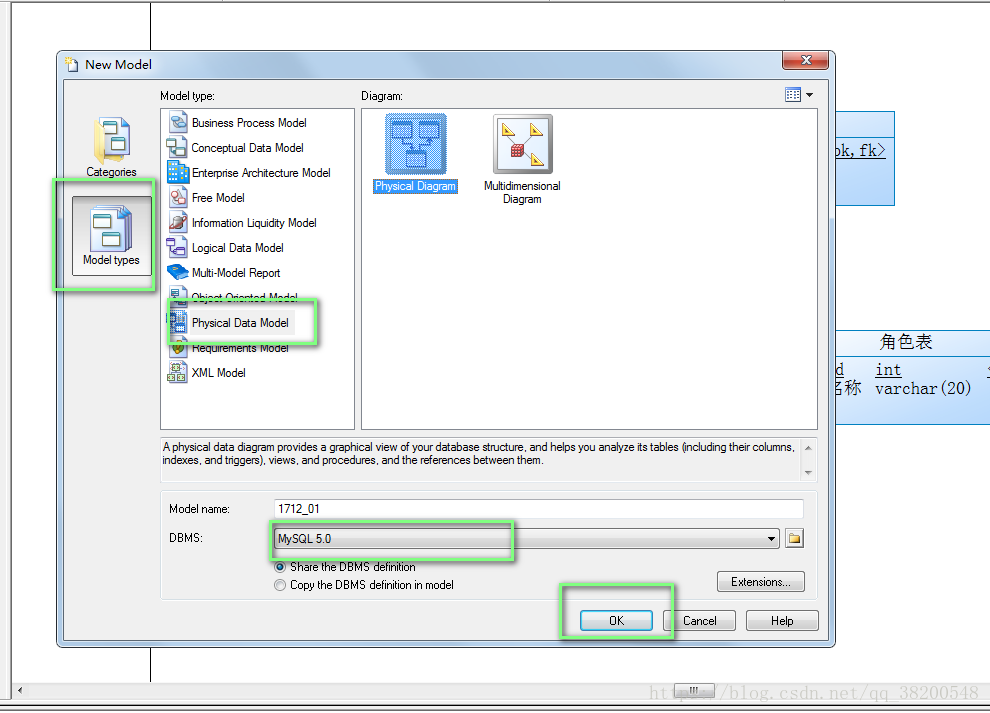 New Model
Model type:
Diagram:
Categories
Model types
Business Process Model
Conceptual Data Model
Enterprise Architecture Model
Free Model
Information Liquidity Model
Logical Data Model
Multi-Model Report
Object-Oriented Model
Physical Data Model
Requirements Model
XML Model
Physical Diagram
Multidimensional
Diagram
A physical data diagram provides a graphical view of your database structure, and helps you analyze its tables (including their columns,
indexes, and triggers), views, and procedures, and the references between them.
Model name:
1712_01
DBMS:
MySQL 5.0
Share the DBMS definition
Copy the DBMS definition in model
Extensions...
OK
Cancel
Help
pk,fk>
角色表
d int
名称 varchar(20)
http://blog.csdn.net/qq_38200548